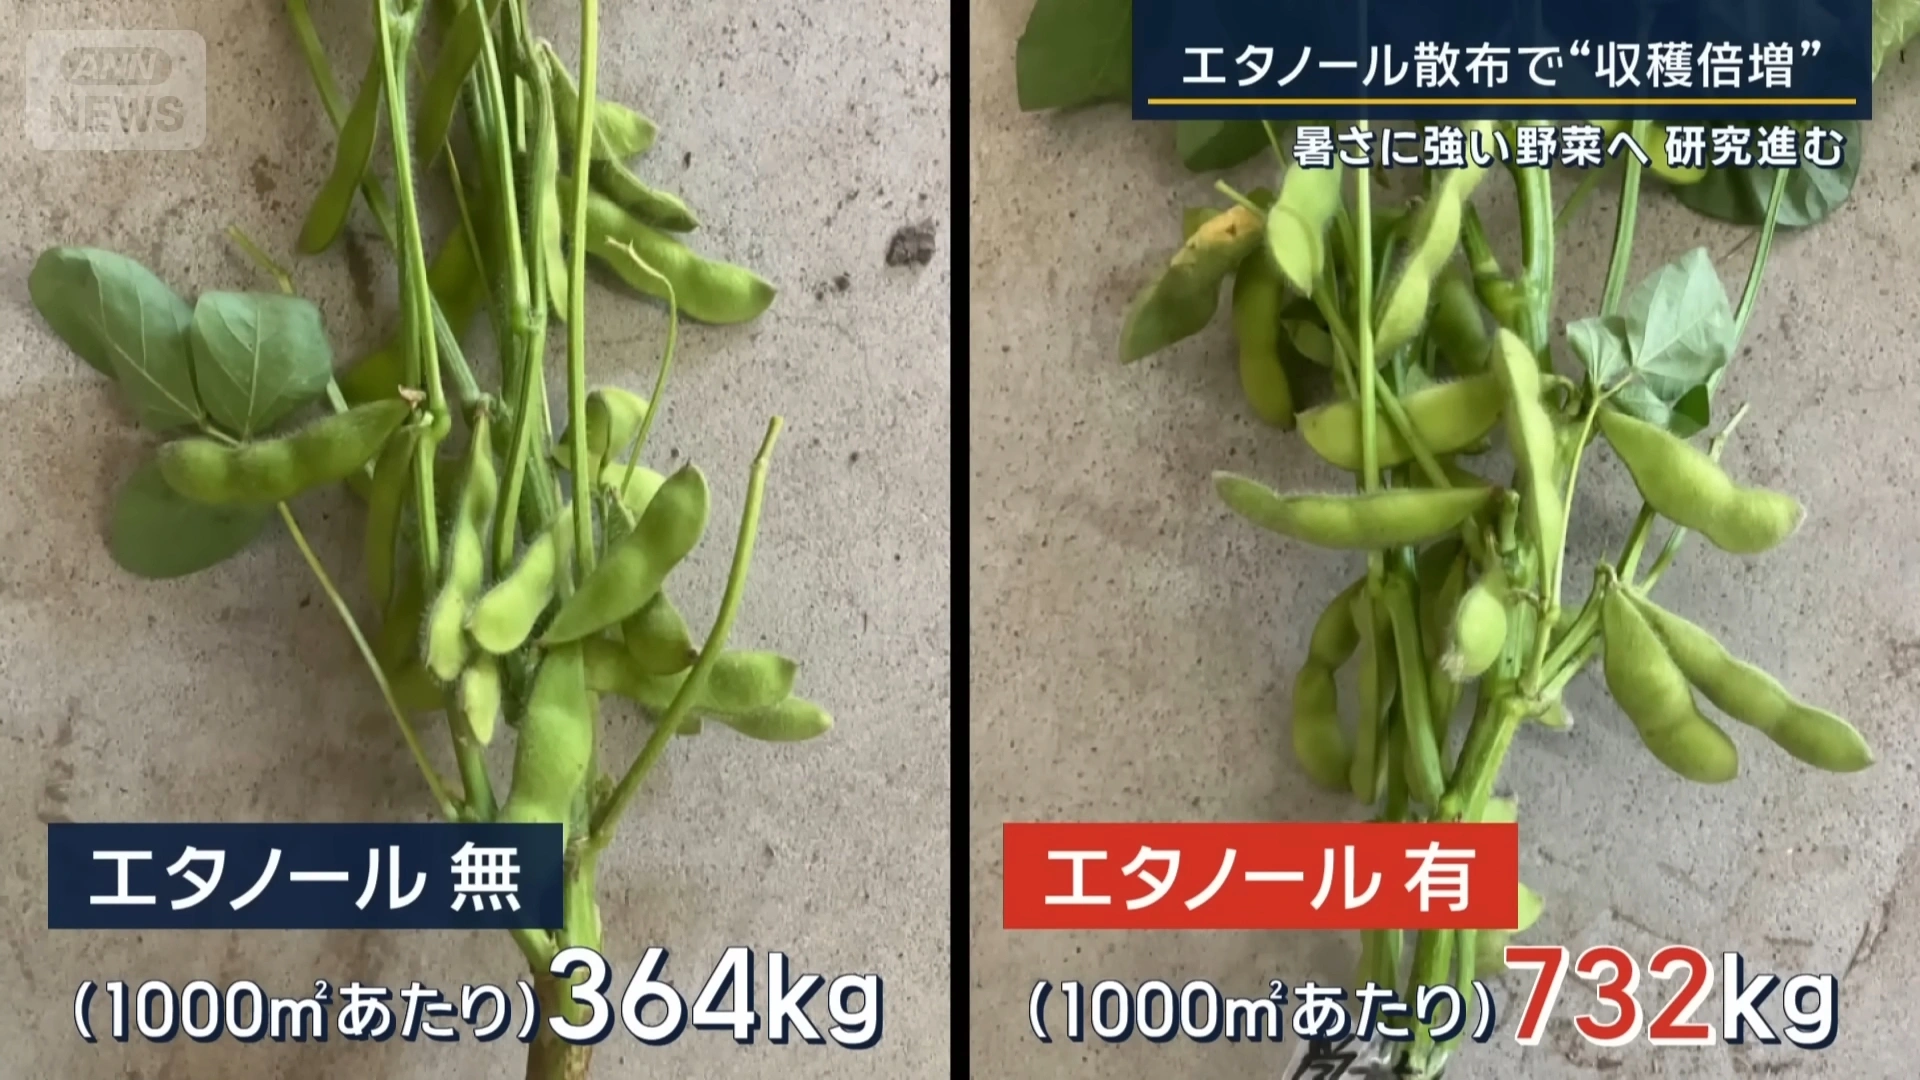 ANN
NEWS
エタノール散布で“収穫倍増”
暑さに強い野菜へ 研究進む
エタノール 無
(1000㎡あたり)364kg
エタノール 有
(1000㎡あたり)732kg